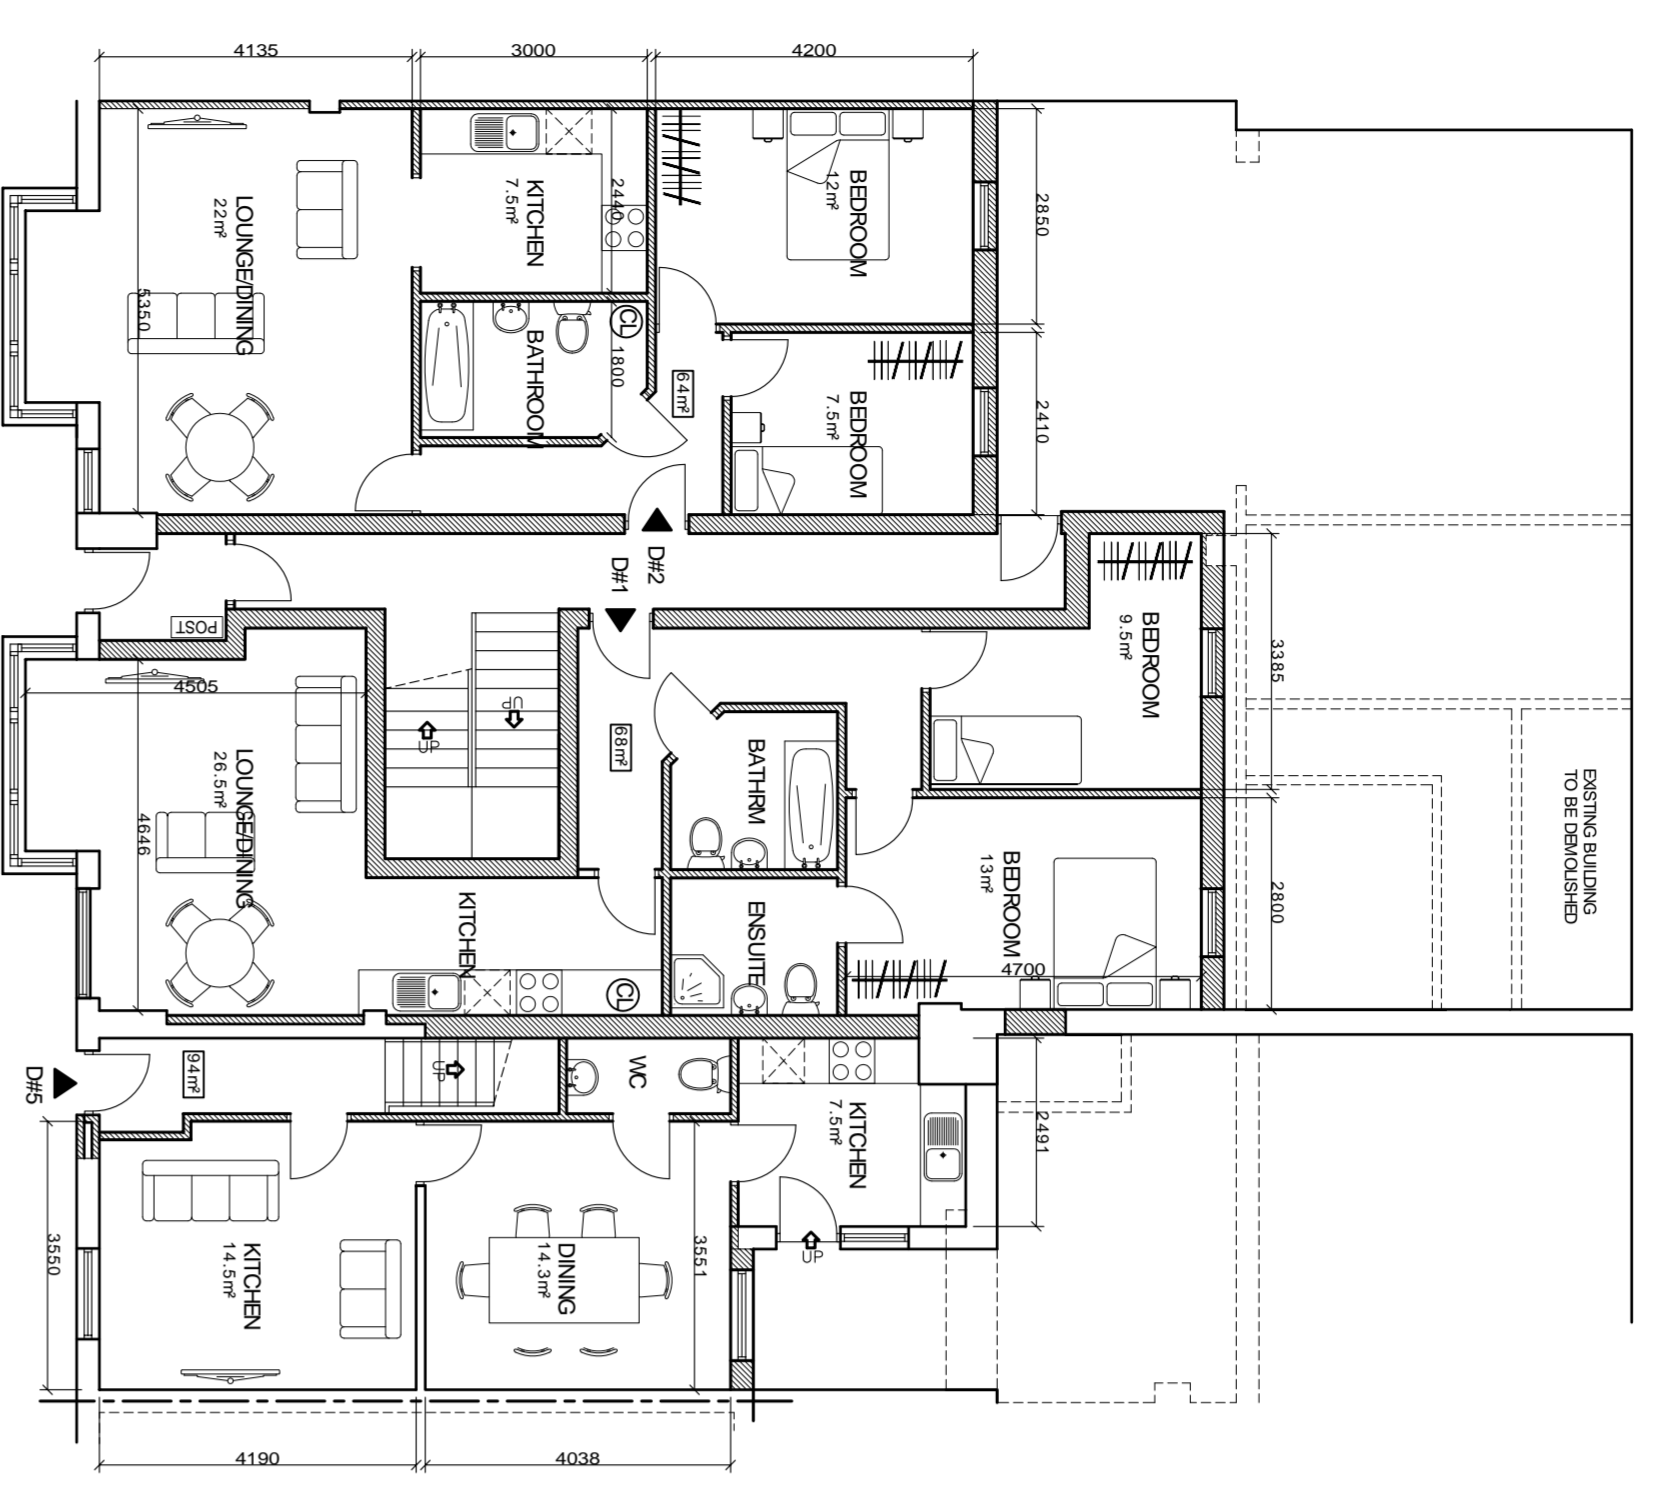 4135
3000
4200
LOUNGE/DINING
22m²
5350
KITCHEN
7.5m²
2440
BATHROOM
CL
1800
64m²
BEDROOM
12m²
2850
BEDROOM
7.5m²
2410
D#2
D#1
POST
4505
LOUNGE/DINING
26.5m²
4646
UP
UP
68m²
BATHRM
BEDROOM
9.5m²
3385
BEDROOM
13m²
2800
4700
KITCHEN
CL
ENSUITE
EXISTING BUILDING
TO BE DEMOLISHED
D#5
94m²
UP
WC
KITCHEN
7.5m²
2491
UP
3550
KITCHEN
14.5m²
DINING
14.3m²
3551
4190
4038